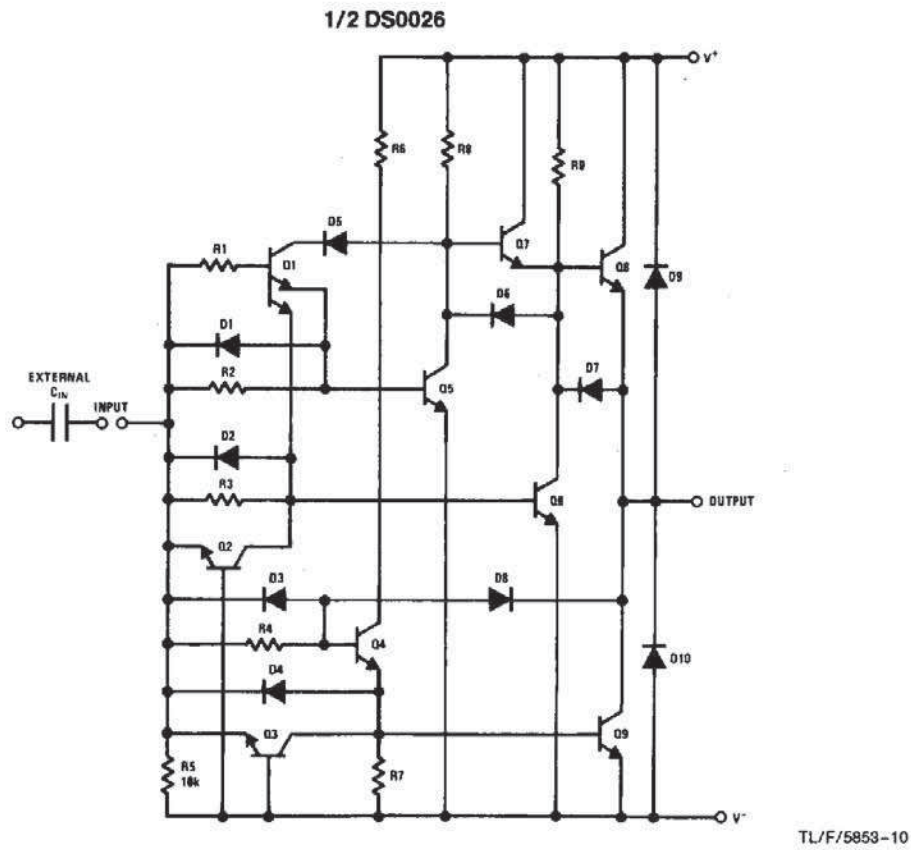 1/2 DS0026
V+
R6
R8
R9
D5
R1
Q1
Q7
Q8
D9
D1
D6
R2
D7
EXTERNAL
CIN
INPUT
Q5
D2
R3
Q6
OUTPUT
Q2
D3
D8
R4
Q4
D4
D10
Q3
Q9
R5
10k
R7
V-
TL/F/5853-10